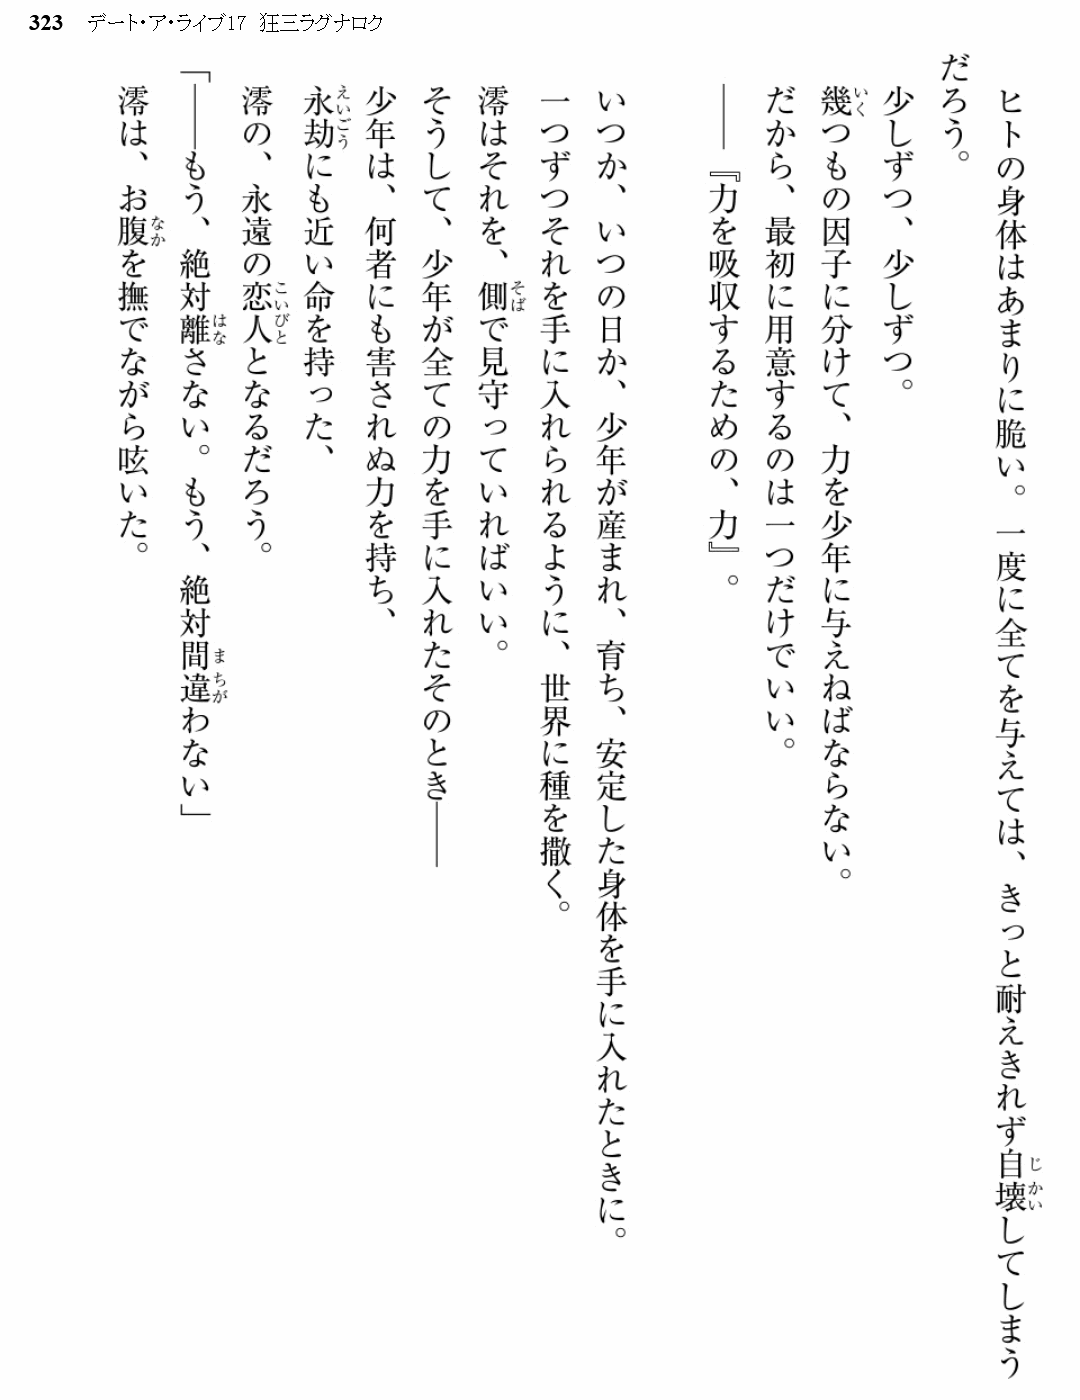 323 デート・ア・ライブ17 狂三ラグナロク
ヒトの身体はあまりに脆い。一度に全てを与えては、きっと耐えきれず自壊してしまう
だろう。
少しずつ、少しずつ。
幾つもの因子に分けて、力を少年に与えねばならない。
だから、最初に用意するのは一つだけでいい。
――『力を吸収するための、力』。
いつか、いつの日か、少年が産まれ、育ち、安定した身体を手に入れたときに。
一つずつそれを手に入れられるように、世界に種を撒く。
澪はそれを、側で見守っていればいい。
そうして、少年が全ての力を手に入れたそのとき――
少年は、何者にも害されぬ力を持ち、
永劫にも近い命を持った、
澪の、永遠の恋人となるだろう。
「――もう、絶対離さない。もう、絶対間違わない」
澪は、お腹を撫でながら呟いた。